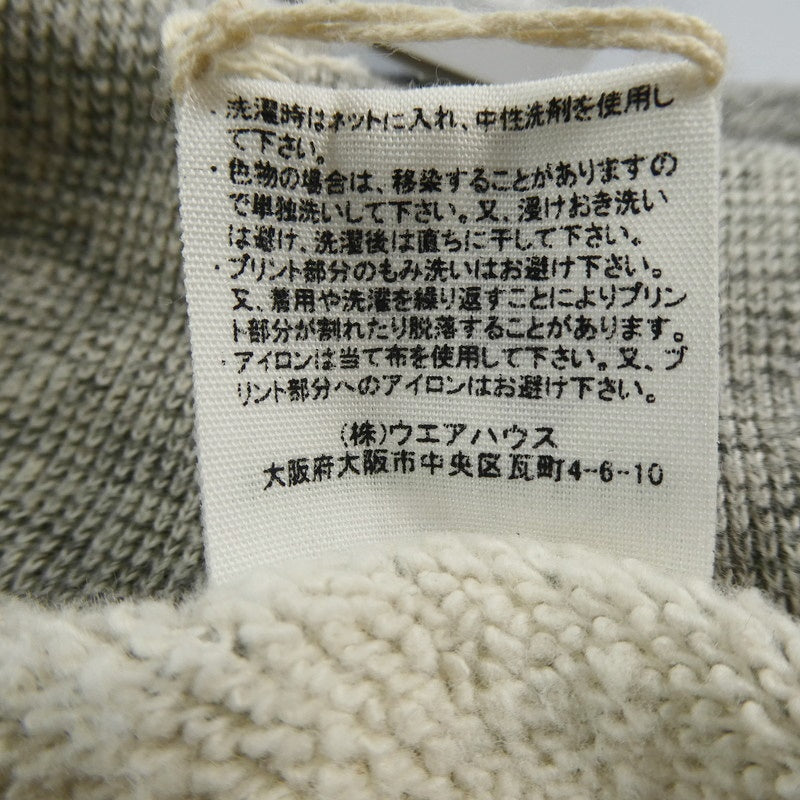 ・洗濯時はネットに入れ、中性洗剤を使用し
て下さい。
・色物の場合は、移染することがありますの
で単独洗いして下さい。又、浸けおき洗い
は避け、洗濯後は直ちに干して下さい。
・プリント部分のもみ洗いはお避け下さい。
又、着用や洗濯を繰り返すことによりプリン
ト部分が割れたり脱落することがあります。
・アイロンは当て布を使用して下さい。又、プ
リント部分へのアイロンはお避け下さい。
(株)ウエアハウス
大阪府大阪市中央区瓦町4-6-10